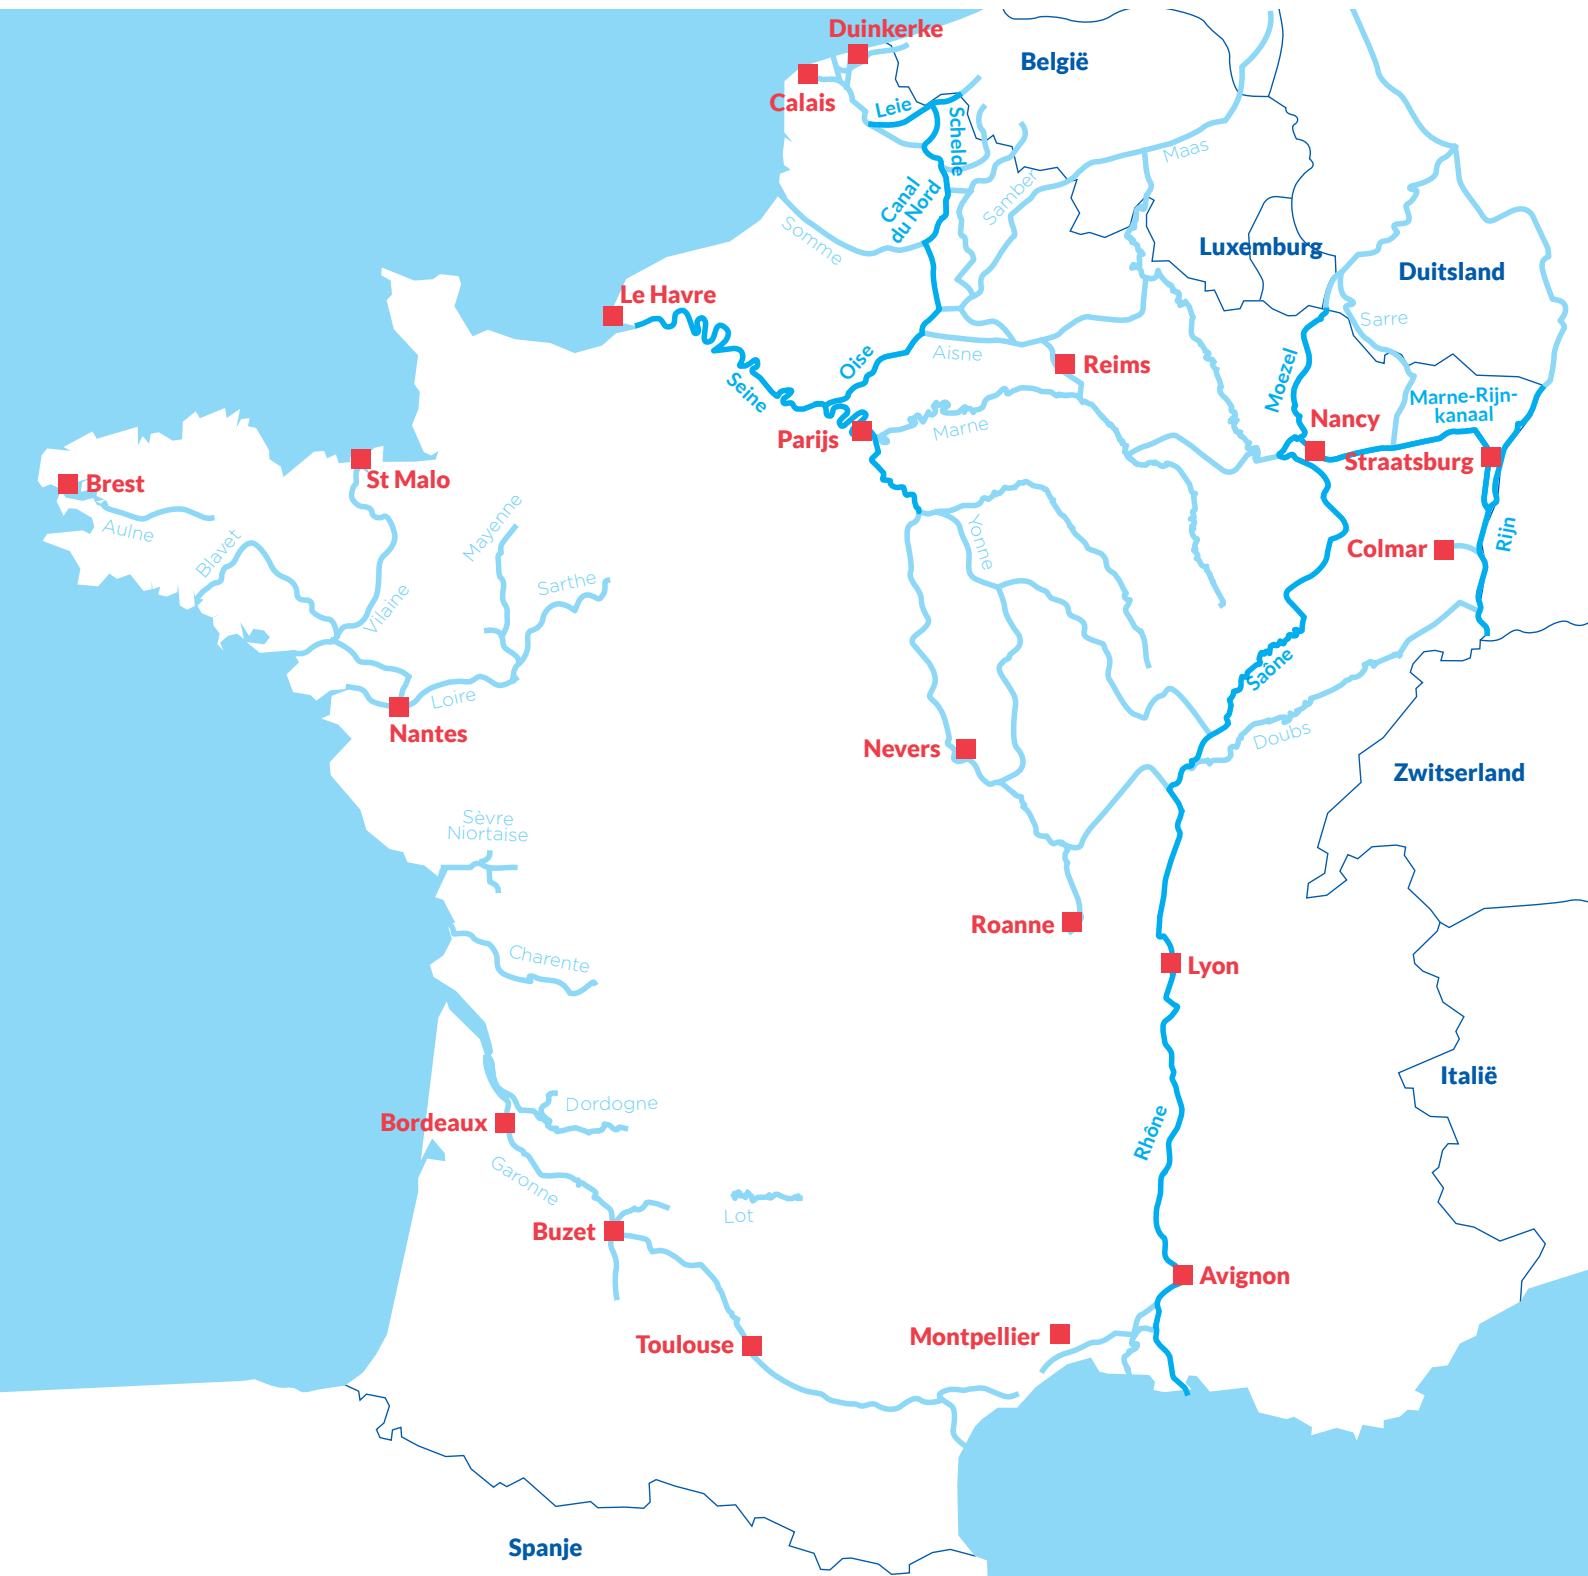 Duinkerke
België
Calais
Leie
Schelde
Maas
Canal
du Nord
Samber
Somme
Luxemburg
Duitsland
Le Havre
Sarre
Oise
Aisne
Reims
Seine
Moezel
Marne-Rijn-
kanaal
Marne
Nancy
Parijs
Straatsburg
Brest
St Malo
Aulne
Blavet
Mayenne
Yonne
Rijn
Colmar
Sarthe
Vilaine
Saône
Loire
Nantes
Doubs
Nevers
Zwitserland
Sèvre
Niortaise
Roanne
Charente
Lyon
Italië
Dordogne
Bordeaux
Rhône
Garonne
Lot
Buzet
Avignon
Montpellier
Toulouse
Spanje